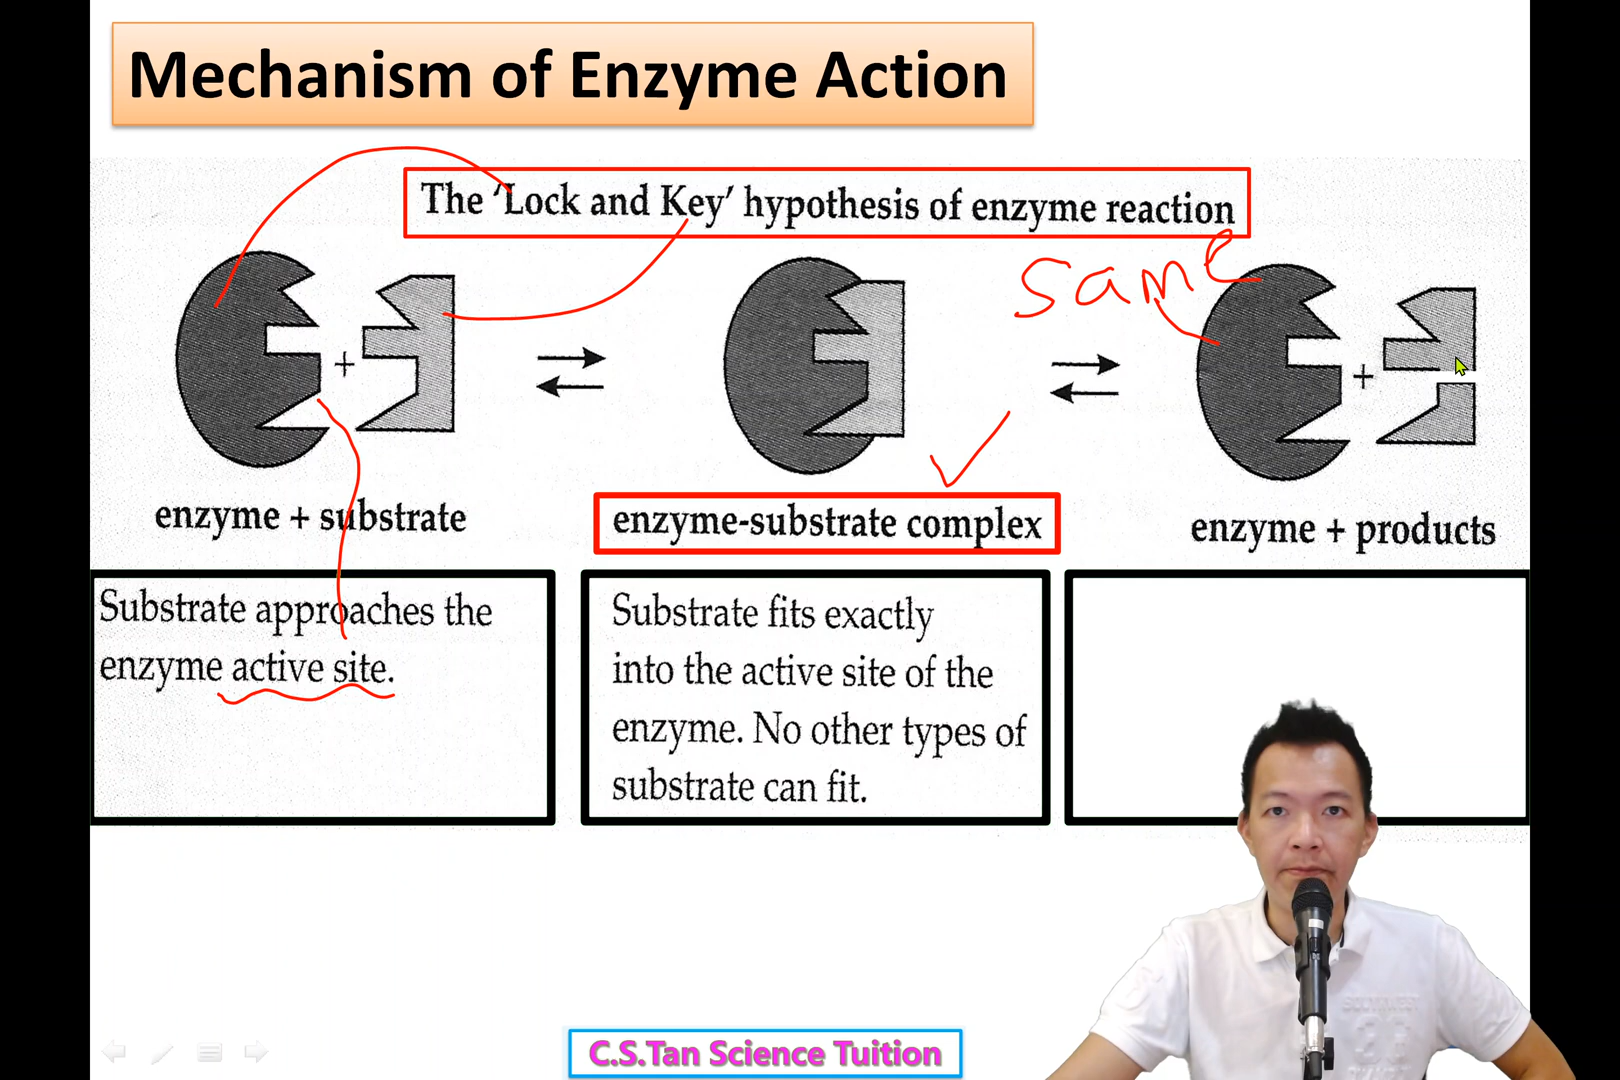 Mechanism of Enzyme Action
The 'Lock and Key' hypothesis of enzyme reaction
same
+
+
enzyme + substrate
enzyme-substrate complex
enzyme + products
Substrate approaches the
enzyme active site.
Substrate fits exactly
into the active site of the
enzyme. No other types of
substrate can fit.
C.S.Tan Science Tuition